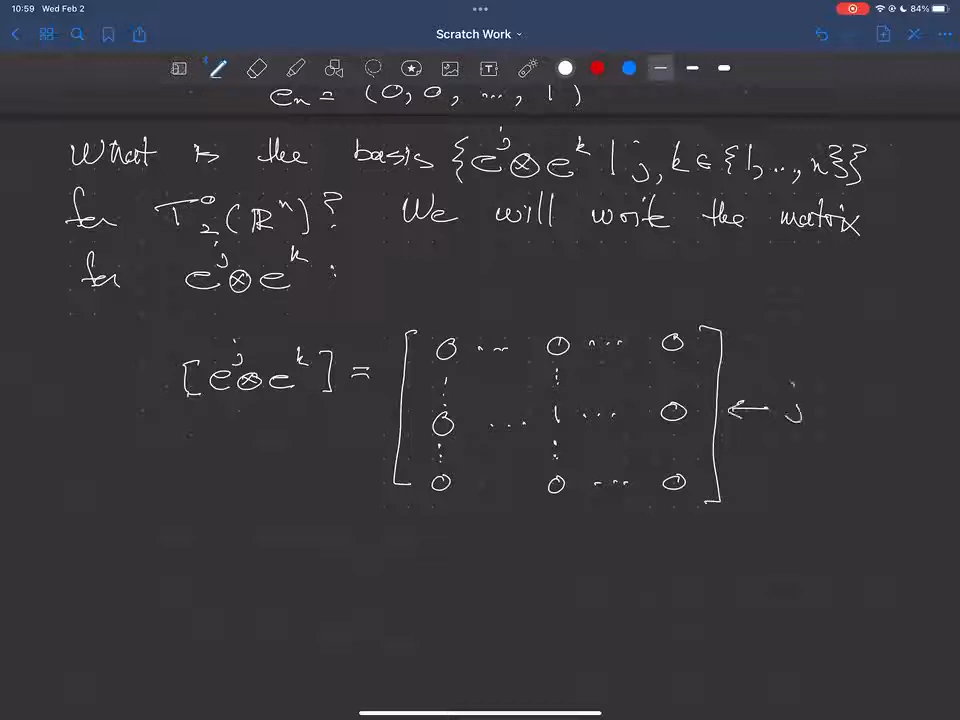 10:59 Wed Feb 2
84%
Scratch Work
e_n = (0, 0, ..., 1)
What is the basis {e^j ⊗ e^k | j, k ∈ {1, ..., n}}
for T^0_2(ℝ^n)? We will write the matrix
for e^j ⊗ e^k :
[e^j ⊗ e^k] = [ 0 ... 0 ... 0
⋮ ⋮
0 ... 1 ... 0 ] ← j
⋮ ⋮
0 0 ... 0